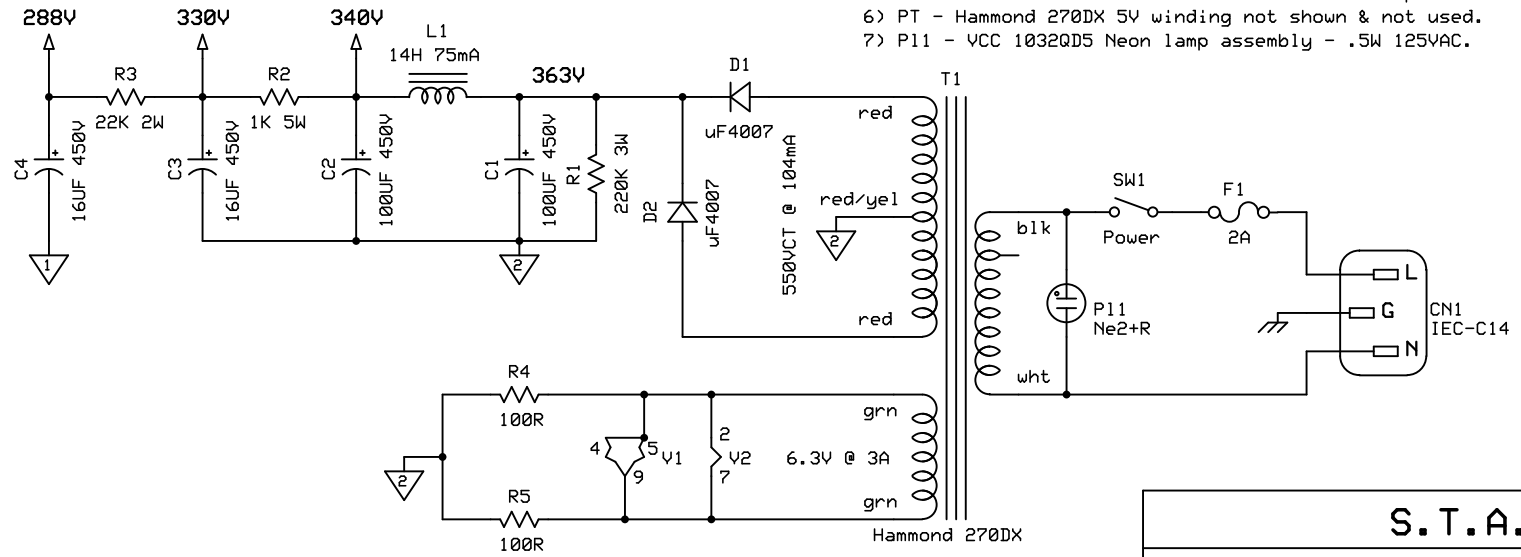 6) PT - Hammond 270DX 5V winding not shown & not used.
7) Pl1 - VCC 1032QD5 Neon lamp assembly - .5W 125VAC.
288V
330V
340V
L1
14H 75mA
363V
D1
uF4007
T1
R3
22K 2W
R2
1K 5W
C4
16UF 450V
+
C3
16UF 450V
+
C2
100UF 450V
+
C1
100UF 450V
+
R1
220K 3W
D2
uF4007
550VCT @ 104mA
red
red/yel
2
red
1
2
blk
wht
SW1
Power
F1
2A
Pl1
Ne2+R
L
G
N
CN1
IEC-C14
R4
100R
2
R5
100R
4
5
V1
9
2
V2
7
6.3V @ 3A
grn
grn
Hammond 270DX
S.T.A.